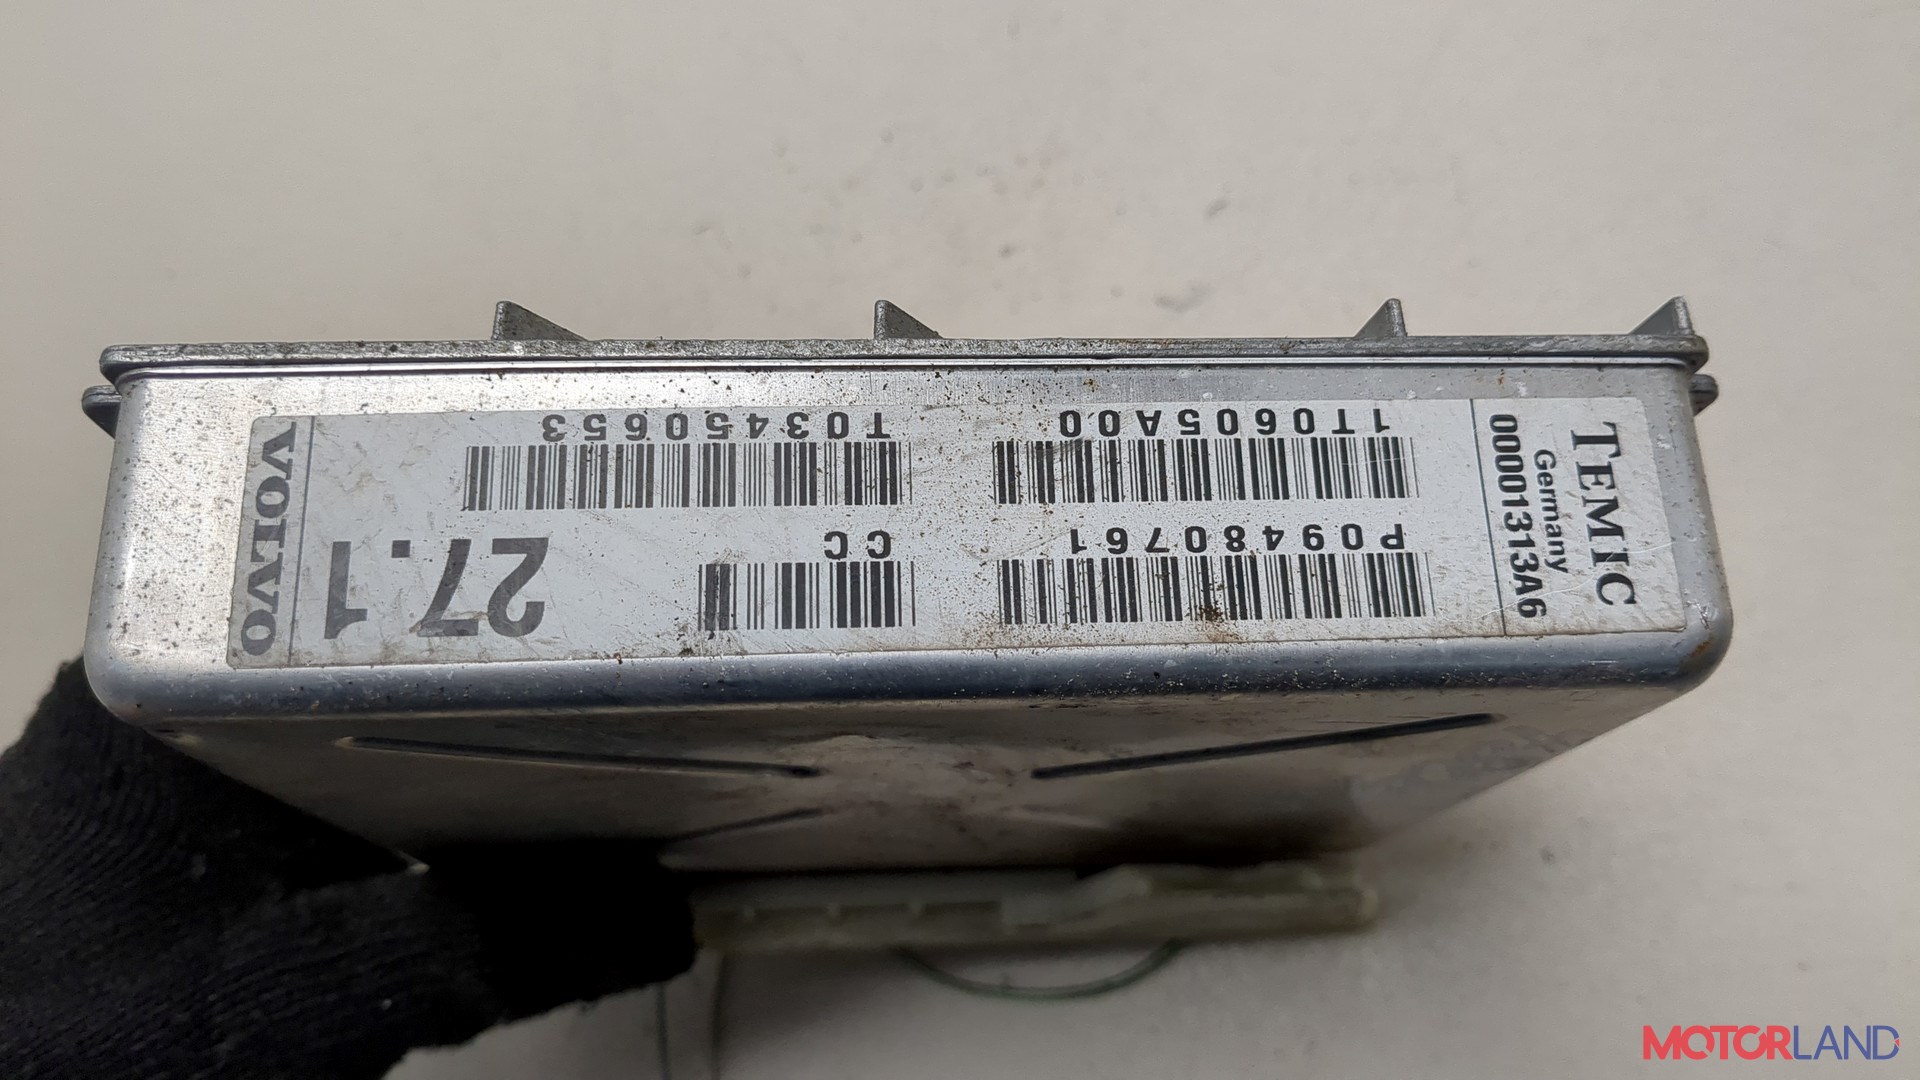 TEMIC
Germany
00001313A6
P09480761
CC
27.1
1T0605A00
T03450653
VOLVO
MOTORLAND